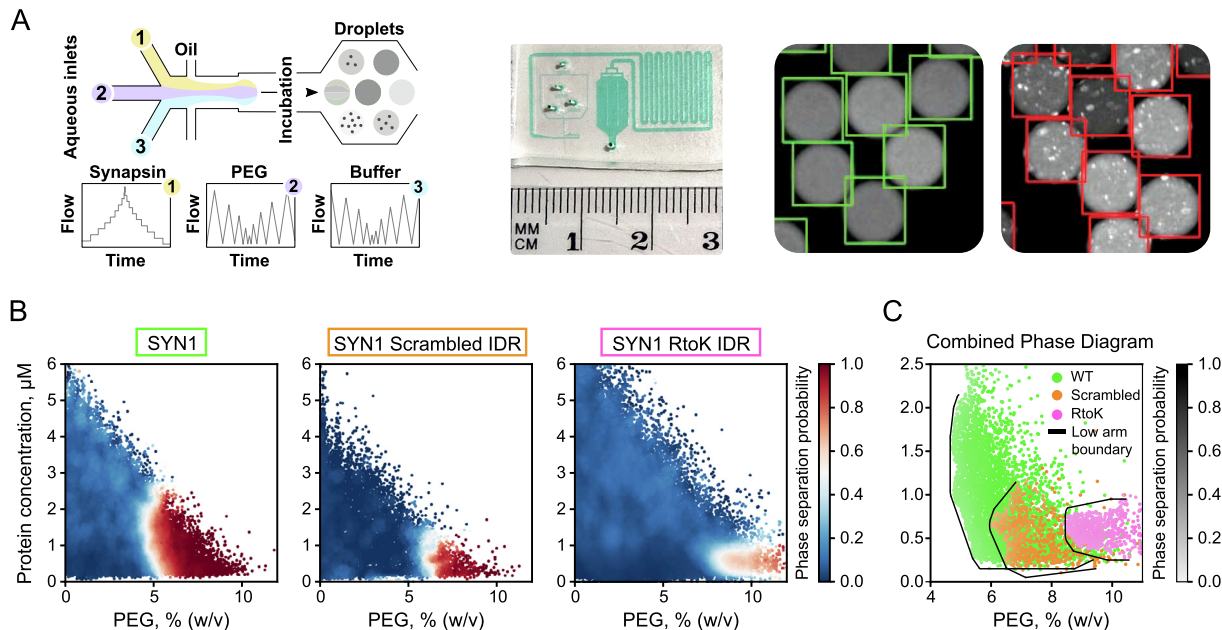 A
Aqueous inlets
1
2
3
Oil
Incubation
Droplets
Synapsin
1
Flow
Time
PEG
2
Flow
Time
Buffer
3
Flow
Time
MM
CM
1
2
3
B
SYN1
SYN1 Scrambled IDR
SYN1 RtoK IDR
Protein concentration, μM
6
5
4
3
2
1
0
0
5
10
PEG, % (w/v)
6
5
4
3
2
1
0
0
5
10
PEG, % (w/v)
6
5
4
3
2
1
0
0
5
10
PEG, % (w/v)
Phase separation probability
1.0
0.8
0.6
0.4
0.2
0.0
C
Combined Phase Diagram
WT
Scrambled
RtoK
Low arm
boundary
2.5
2.0
1.5
1.0
0.5
0.0
4
6
8
10
PEG, % (w/v)
Phase separation probability
1.0
0.8
0.6
0.4
0.2
0.0